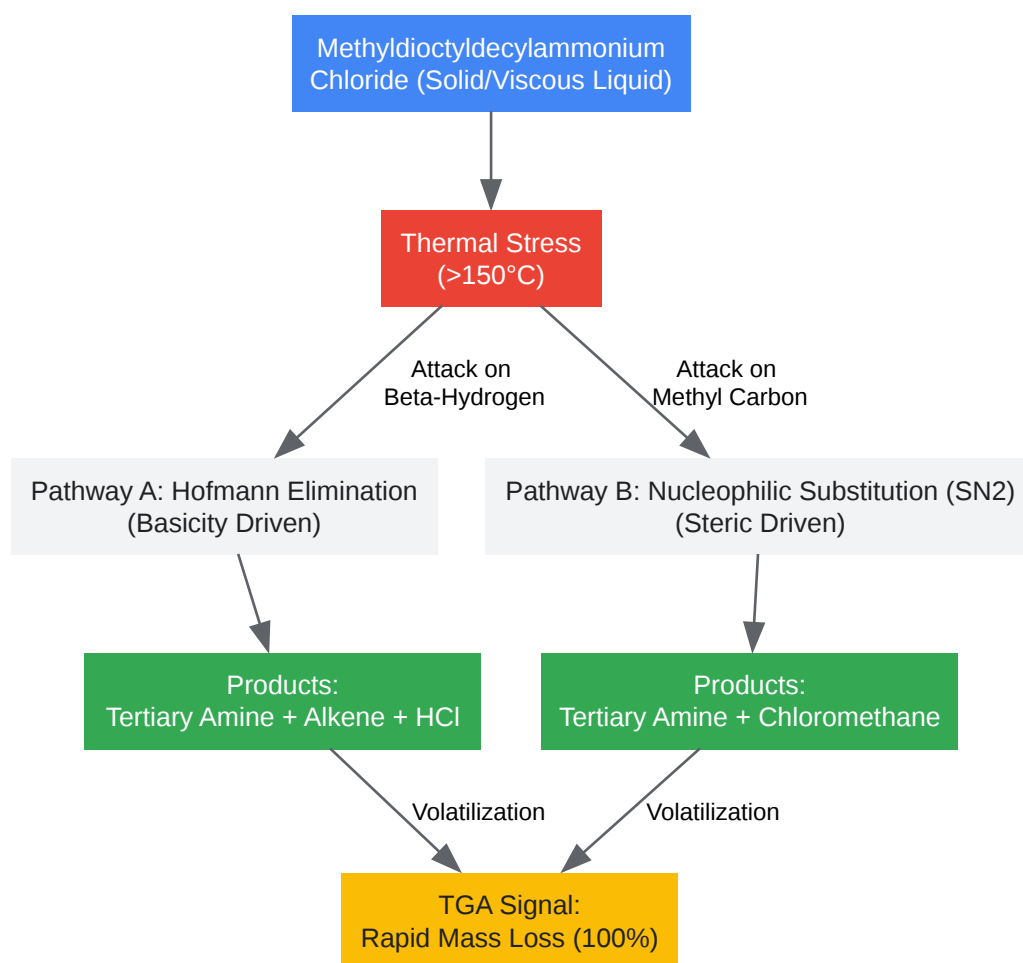 Methyldioctyldecylammonium
Chloride (Solid/Viscous Liquid)
Thermal Stress
(>150°C)
Attack on
Beta-Hydrogen
Attack on
Methyl Carbon
Pathway A: Hofmann Elimination
(Basicity Driven)
Pathway B: Nucleophilic Substitution (SN2)
(Steric Driven)
Products:
Tertiary Amine + Alkene + HCl
Products:
Tertiary Amine + Chloromethane
Volatilization
Volatilization
TGA Signal:
Rapid Mass Loss (100%)